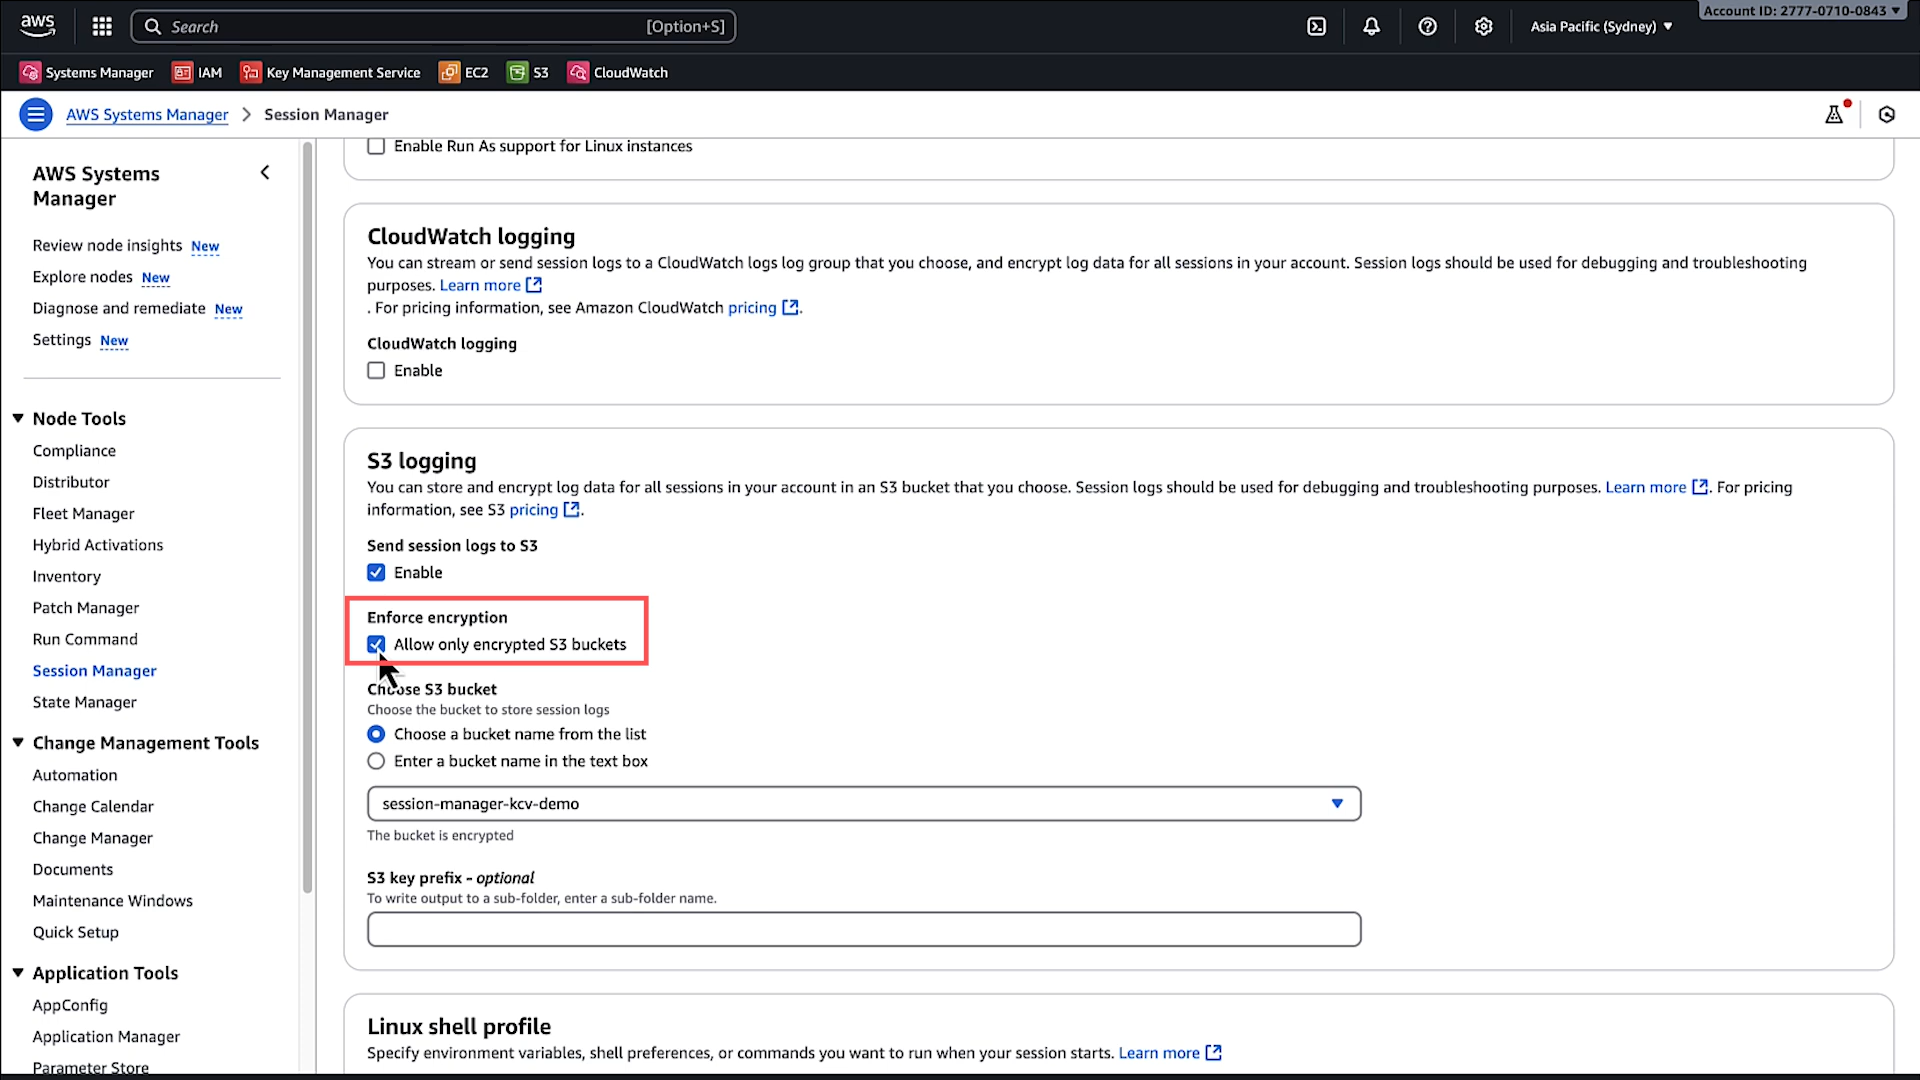 aws
Search
[Option+S]
Asia Pacific (Sydney)
Account ID: 2777-0710-0843
Systems Manager
IAM
Key Management Service
EC2
S3
CloudWatch
AWS Systems Manager > Session Manager
AWS Systems
Manager
Review node insights New
Explore nodes New
Diagnose and remediate New
Settings New
Node Tools
Compliance
Distributor
Fleet Manager
Hybrid Activations
Inventory
Patch Manager
Run Command
Session Manager
State Manager
Change Management Tools
Automation
Change Calendar
Change Manager
Documents
Maintenance Windows
Quick Setup
Application Tools
AppConfig
Application Manager
Parameter Store
Enable Run As support for Linux instances
CloudWatch logging
You can stream or send session logs to a CloudWatch logs log group that you choose, and encrypt log data for all sessions in your account. Session logs should be used for debugging and troubleshooting
purposes. Learn more
. For pricing information, see Amazon CloudWatch pricing .
CloudWatch logging
Enable
S3 logging
You can store and encrypt log data for all sessions in your account in an S3 bucket that you choose. Session logs should be used for debugging and troubleshooting purposes. Learn more . For pricing
information, see S3 pricing .
Send session logs to S3
Enable
Enforce encryption
Allow only encrypted S3 buckets
Choose S3 bucket
Choose the bucket to store session logs
Choose a bucket name from the list
Enter a bucket name in the text box
session-manager-kcv-demo
The bucket is encrypted
S3 key prefix - optional
To write output to a sub-folder, enter a sub-folder name.
Linux shell profile
Specify environment variables, shell preferences, or commands you want to run when your session starts. Learn more